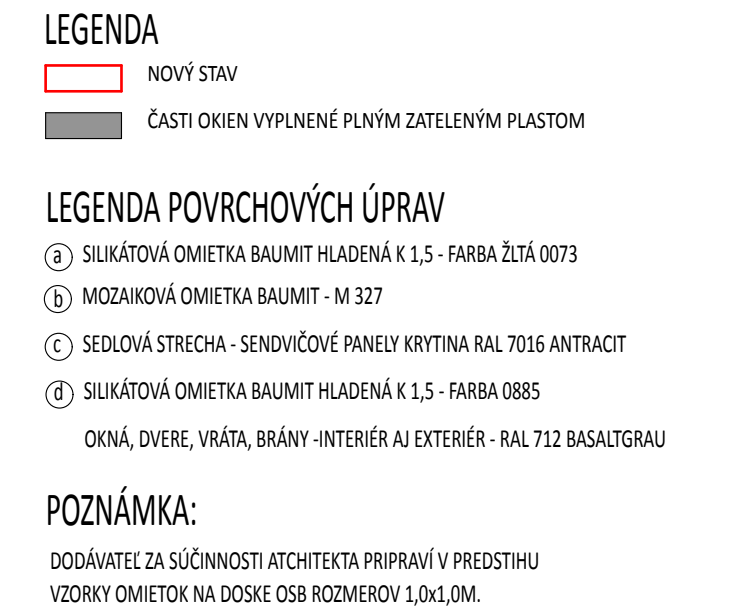 LEGENDA
NOVÝ STAV
ČASTI OKIEN VYPLNENÉ PLNÝM ZATELENÝM PLASTOM
LEGENDA POVRCHOVÝCH ÚPRAV
a SILIKÁTOVÁ OMIETKA BAUMIT HLADENÁ K 1,5 - FARBA ŽLTÁ 0073
b MOZAIKOVÁ OMIETKA BAUMIT - M 327
c SEDLOVÁ STRECHA - SENDVIČOVÉ PANELY KRYTINA RAL 7016 ANTRACIT
d SILIKÁTOVÁ OMIETKA BAUMIT HLADENÁ K 1,5 - FARBA 0885
OKNÁ, DVERE, VRÁTA, BRÁNY -INTERIÉR AJ EXTERIÉR - RAL 712 BASALTGRAU
POZNÁMKA:
DODÁVATEĽ ZA SÚČINNOSTI ATCHITEKTA PRIPRAVÍ V PREDSTIHU
VZORKY OMIETOK NA DOSKE OSB ROZMEROV 1,0x1,0M.